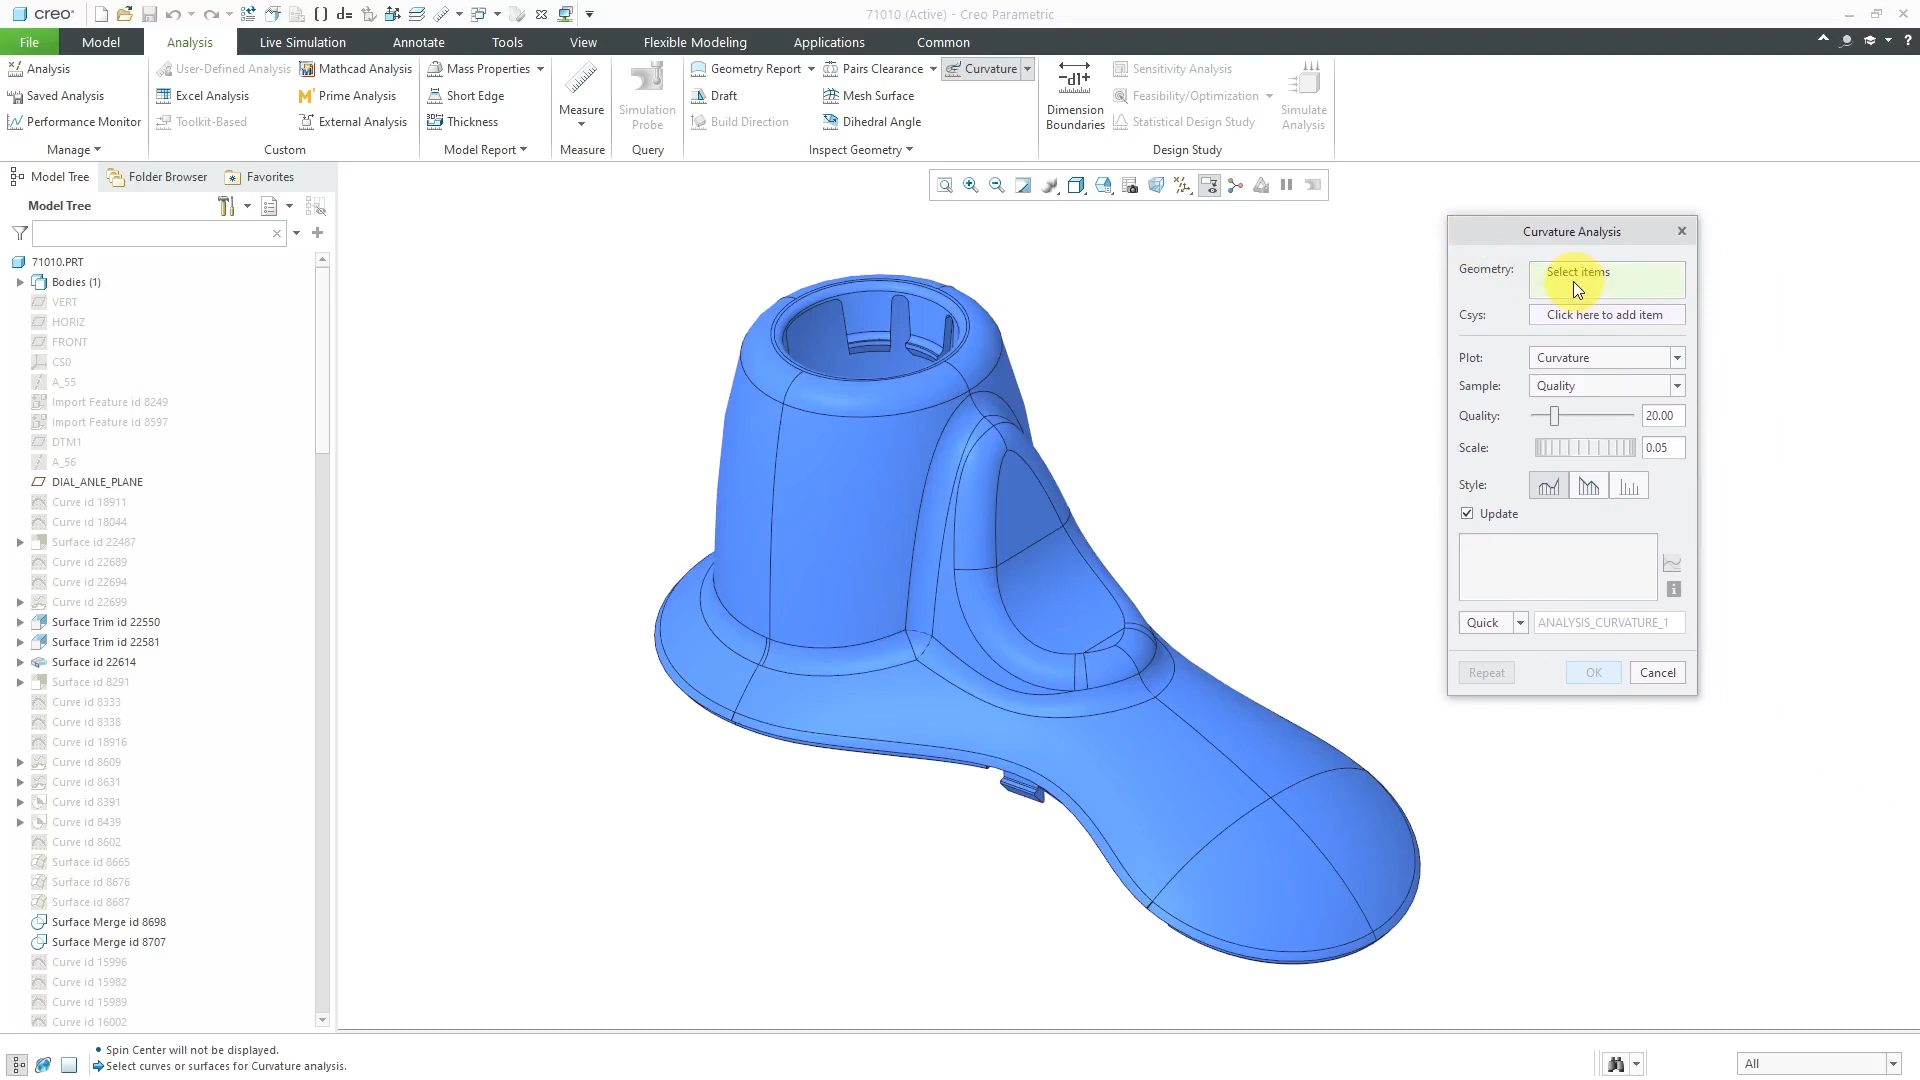 creo
71010 (Active) - Creo Parametric
File
Model
Analysis
Live Simulation
Annotate
Tools
View
Flexible Modeling
Applications
Common
Analysis
Saved Analysis
Performance Monitor
Manage
User-Defined Analysis
Excel Analysis
Toolkit-Based
Mathcad Analysis
Prime Analysis
External Analysis
Custom
Mass Properties
Short Edge
Thickness
Model Report
Measure
Measure
Simulation
Probe
Query
Geometry Report
Draft
Build Direction
Pairs Clearance
Mesh Surface
Dihedral Angle
Curvature
Inspect Geometry
Dimension
Boundaries
Sensitivity Analysis
Feasibility/Optimization
Statistical Design Study
Simulate
Analysis
Design Study
Model Tree
Folder Browser
Favorites
Model Tree
71010.PRT
Bodies (1)
VERT
HORIZ
FRONT
CS0
A_55
Import Feature id 8249
Import Feature id 8597
DTM1
A_56
DIAL_ANLE_PLANE
Curve id 18911
Curve id 18044
Surface id 22487
Curve id 22689
Curve id 22694
Curve id 22699
Surface Trim id 22550
Surface Trim id 22581
Surface id 22614
Surface id 8291
Curve id 8333
Curve id 8338
Curve id 18916
Curve id 8609
Curve id 8631
Curve id 8391
Curve id 8439
Curve id 8602
Surface id 8665
Surface id 8676
Surface id 8687
Surface Merge id 8698
Surface Merge id 8707
Curve id 15996
Curve id 15982
Curve id 15989
Curve id 16002
Curvature Analysis
Geometry:
Select items
Csys:
Click here to add item
Plot:
Curvature
Sample:
Quality
Quality:
20.00
Scale:
0.05
Style:
Update
Quick
ANALYSIS_CURVATURE_1
Repeat
OK
Cancel
• Spin Center will not be displayed.
Select curves or surfaces for Curvature analysis.
All